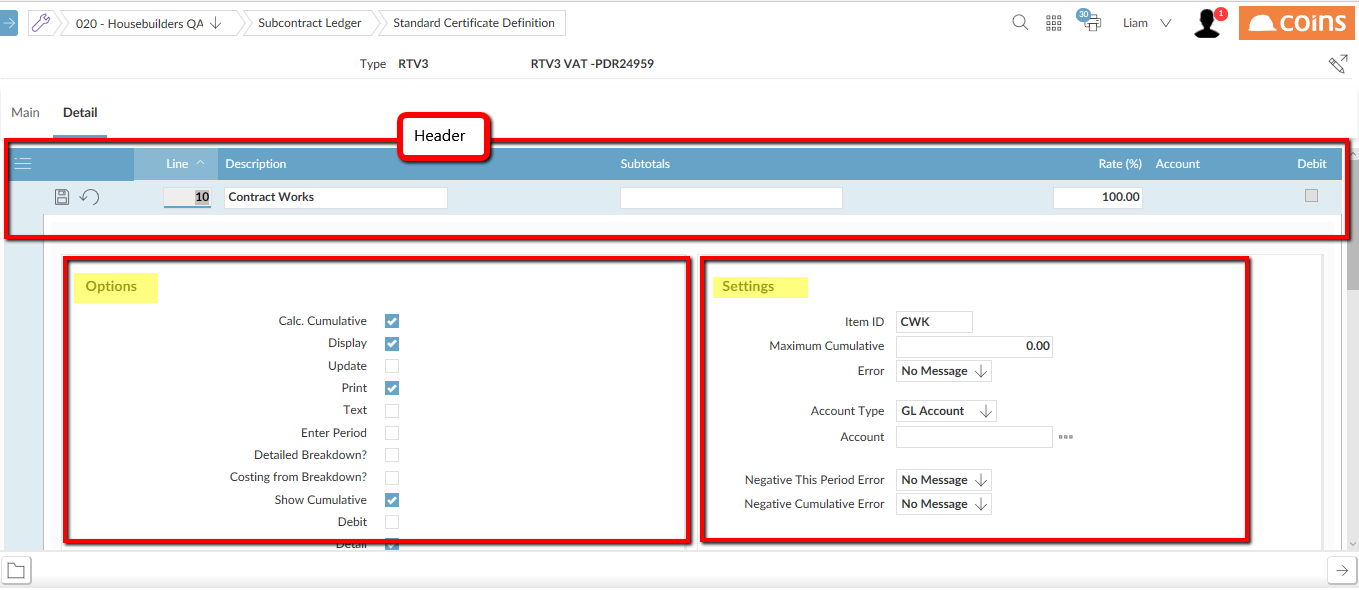 020 - Housebuilders QA
Subcontract Ledger
Standard Certificate Definition
30
Liam
1
coins
Type RTV3
RTV3 VAT -PDR24959
Main
Detail
Header
Line Description Subtotals Rate (%) Account Debit
10 Contract Works 100.00
Options
Calc. Cumulative
Display
Update
Print
Text
Enter Period
Detailed Breakdown?
Costing from Breakdown?
Show Cumulative
Debit
Detail
Settings
Item ID CWK
Maximum Cumulative 0.00
Error No Message
Account Type GL Account
Account
Negative This Period Error No Message
Negative Cumulative Error No Message